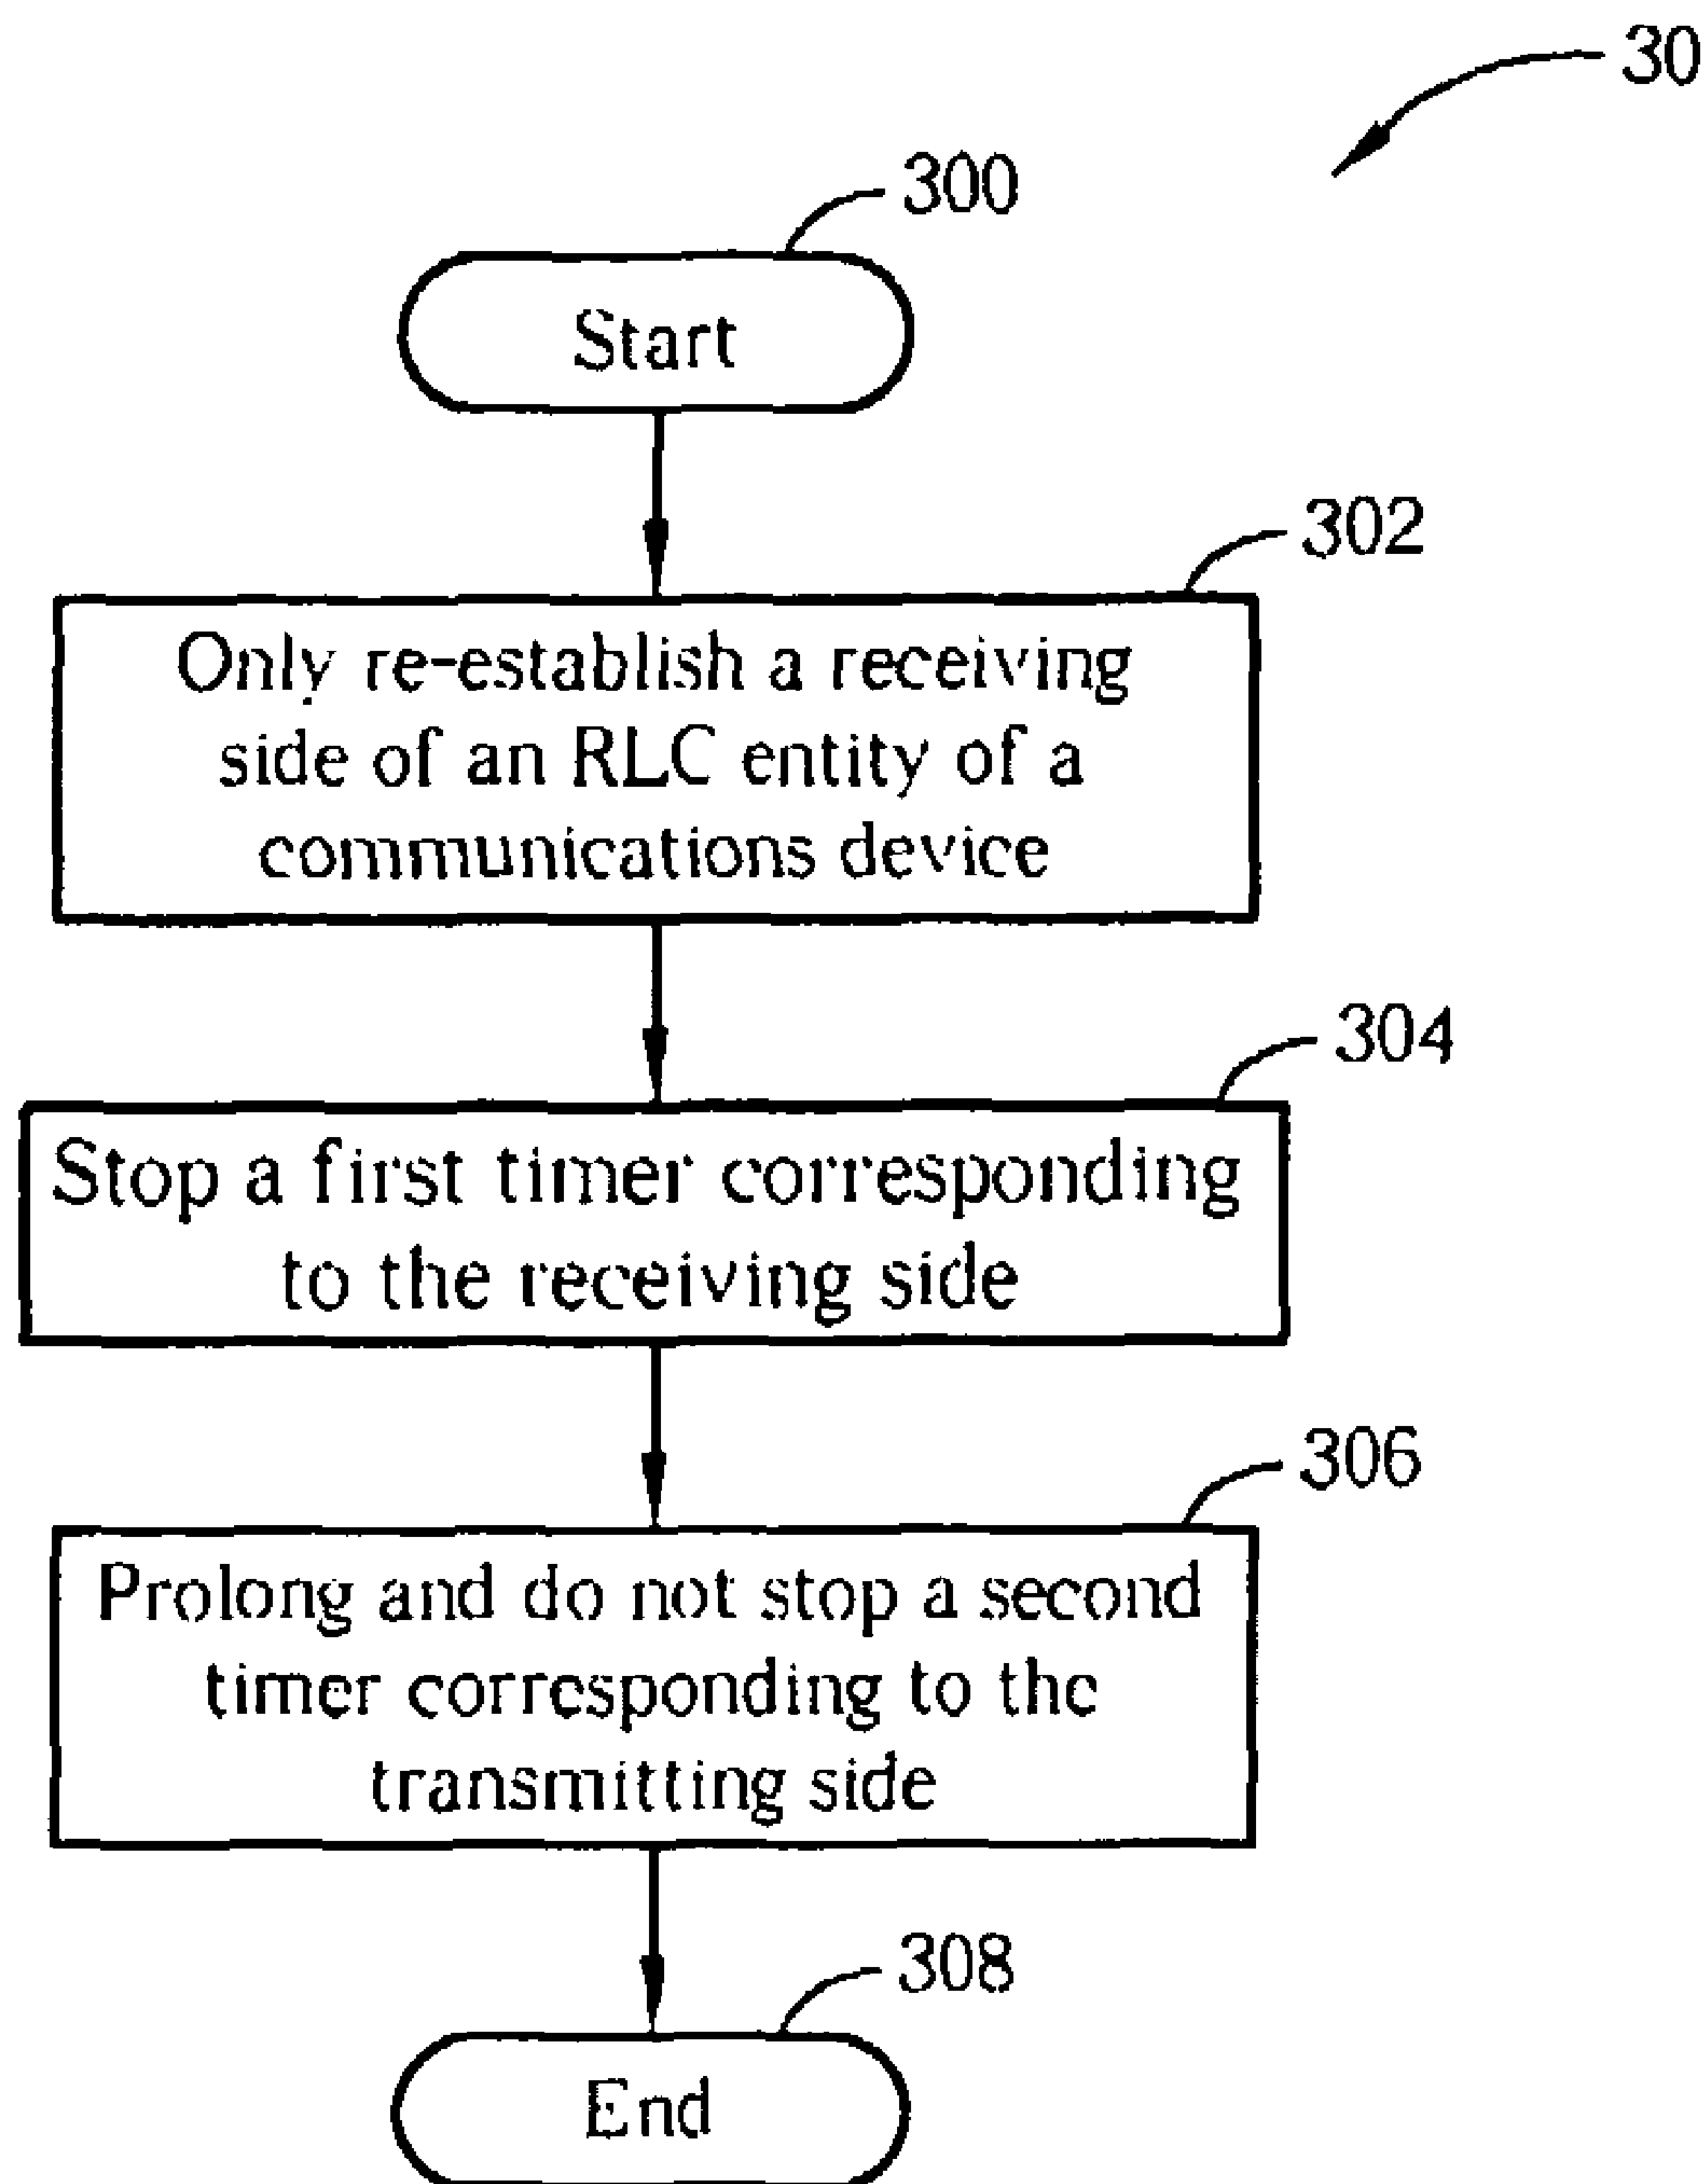 30
300
Start
302
Only re-establish a receiving
side of an RLC entity of a
communications device
304
Stop a first timer corresponding
to the receiving side
306
Prolong and do not stop a second
timer corresponding to the
transmitting side
308
End